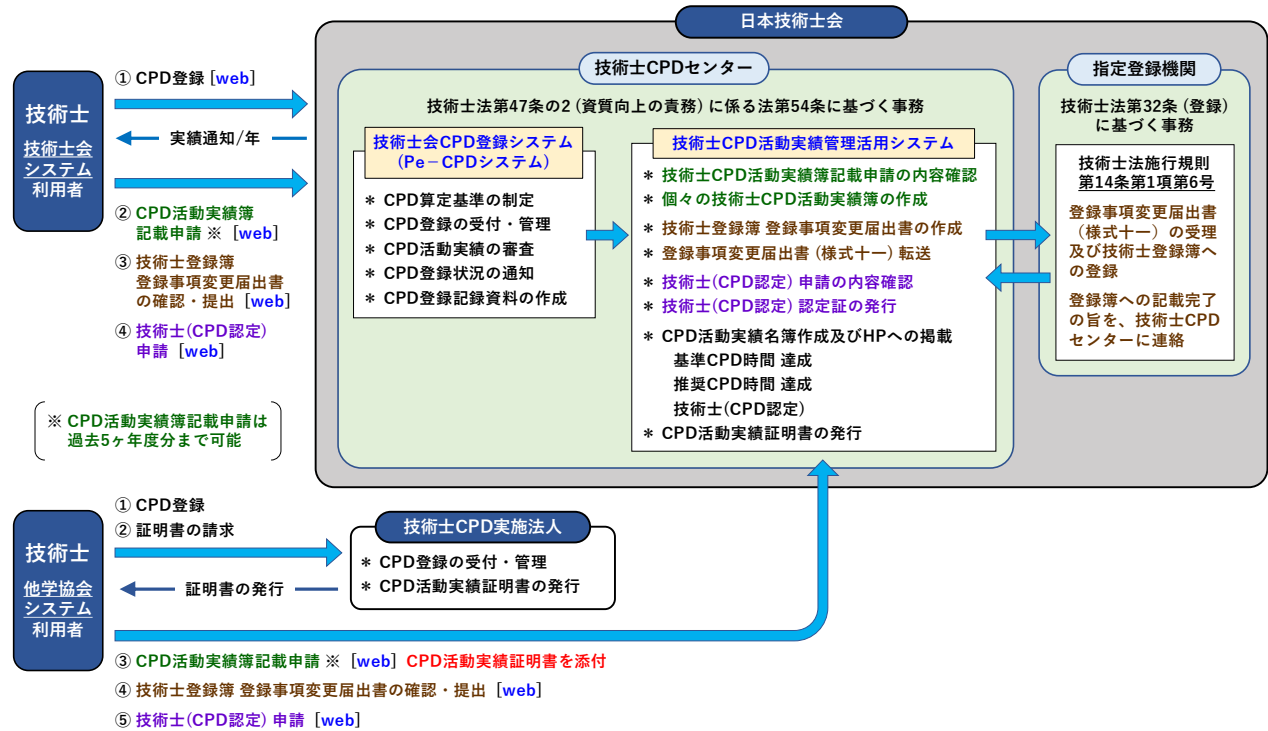 日本技術士会
技術士
技術士会
システム
利用者
① CPD登録 [web]
実績通知/年
② CPD活動実績簿
記載申請 ※ [web]
③ 技術士登録簿
登録事項変更届出書
の確認・提出 [web]
④ 技術士(CPD認定)
申請 [web]
※ CPD活動実績簿記載申請は
過去5ヶ年度分まで可能
技術士CPDセンター
技術士法第47条の2 (資質向上の責務) に係る法第54条に基づく事務
技術士会CPD登録システム
(Pe－CPDシステム)
＊ CPD算定基準の制定
＊ CPD登録の受付・管理
＊ CPD活動実績の審査
＊ CPD登録状況の通知
＊ CPD登録記録資料の作成
技術士CPD活動実績管理活用システム
＊ 技術士CPD活動実績簿記載申請の内容確認
＊ 個々の技術士CPD活動実績簿の作成
＊ 技術士登録簿 登録事項変更届出書の作成
＊ 登録事項変更届出書 (様式十一) 転送
＊ 技術士(CPD認定) 申請の内容確認
＊ 技術士(CPD認定) 認定証の発行
＊ CPD活動実績名簿作成及びHPへの掲載
基準CPD時間 達成
推奨CPD時間 達成
技術士(CPD認定)
＊ CPD活動実績証明書の発行
指定登録機関
技術士法第32条 (登録)
に基づく事務
技術士法施行規則
第14条第1項第6号
登録事項変更届出書
(様式十一) の受理
及び技術士登録簿へ
の登録
登録簿への記載完了
の旨を、技術士CPD
センターに連絡
技術士
他学協会
システム
利用者
① CPD登録
② 証明書の請求
証明書の発行
技術士CPD実施法人
＊ CPD登録の受付・管理
＊ CPD活動実績証明書の発行
③ CPD活動実績簿記載申請 ※ [web] CPD活動実績証明書を添付
④ 技術士登録簿 登録事項変更届出書の確認・提出 [web]
⑤ 技術士(CPD認定) 申請 [web]